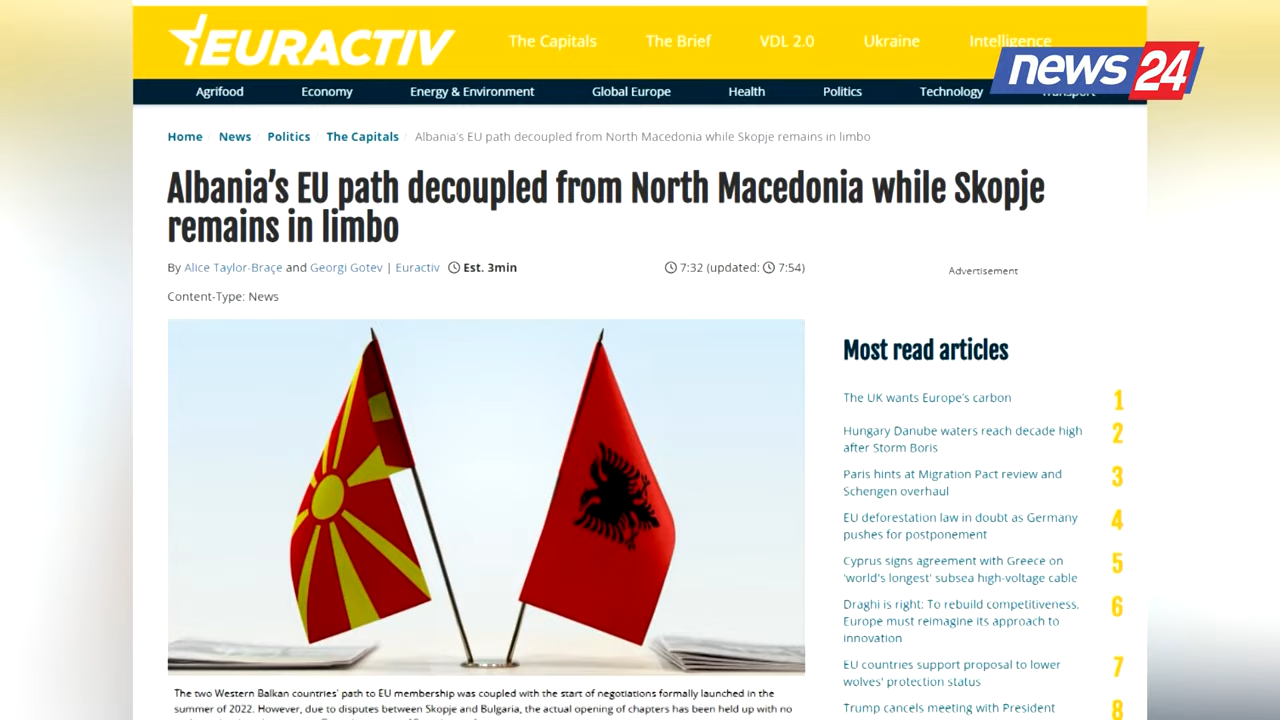 EURACTIV
The Capitals The Brief VDL 2.0 Ukraine Intelligence
news 24
Agrifood Economy Energy & Environment Global Europe Health Politics Technology Transport
Home News Politics The Capitals Albania's EU path decoupled from North Macedonia while Skopje remains in limbo
Albania's EU path decoupled from North Macedonia while Skopje
remains in limbo
By Alice Taylor-Braçe and Georgi Gotev | Euractiv Est. 3min 7:32 (updated: 7:54)
Advertisement
Content-Type: News
The two Western Balkan countries' path to EU membership was coupled with the start of negotiations formally launched in the
summer of 2022. However, due to disputes between Skopje and Bulgaria, the actual opening of chapters has been held up with no
Most read articles
The UK wants Europe's carbon 1
Hungary Danube waters reach decade high 2
after Storm Boris
Paris hints at Migration Pact review and 3
Schengen overhaul
EU deforestation law in doubt as Germany 4
pushes for postponement
Cyprus signs agreement with Greece on 5
'world's longest' subsea high-voltage cable
Draghi is right: To rebuild competitiveness, 6
Europe must reimagine its approach to
innovation
EU countries support proposal to lower 7
wolves' protection status
Trump cancels meeting with President 8